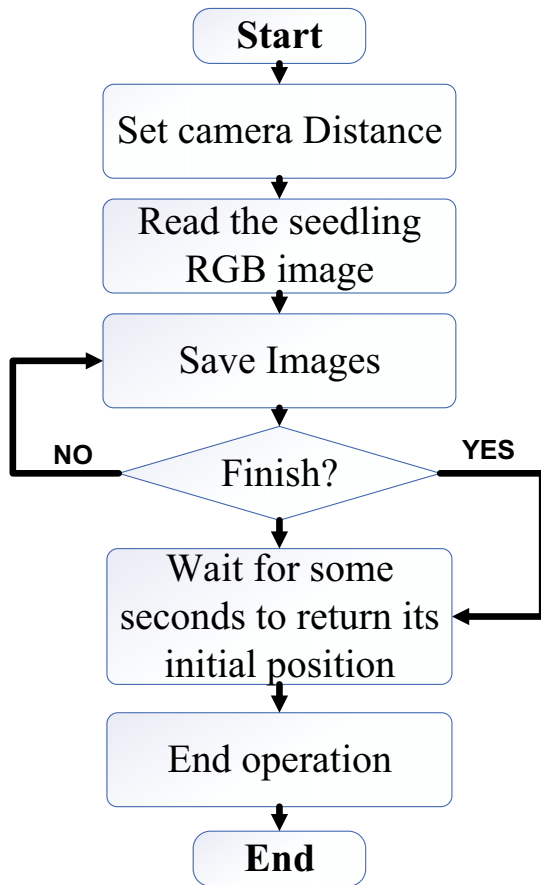 Start
Set camera Distance
Read the seedling
RGB image
Save Images
NO
Finish?
YES
Wait for some
seconds to return its
initial position
End operation
End